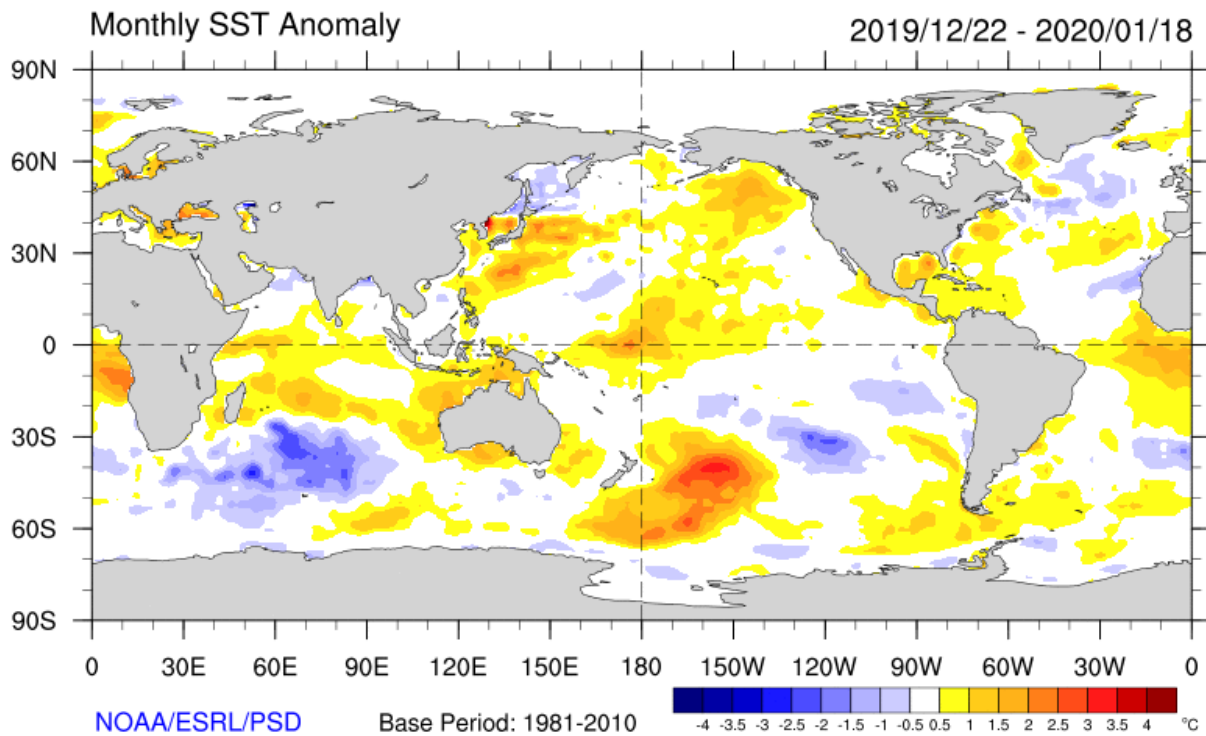 Monthly SST Anomaly 2019/12/22 - 2020/01/18
90N
60N
30N
0
30S
60S
90S
0 30E 60E 90E 120E 150E 180 150W 120W 90W 60W 30W 0
NOAA/ESRL/PSD Base Period: 1981-2010
-4 -3.5 -3 -2.5 -2 -1.5 -1 -0.5 0.5 1 1.5 2 2.5 3 3.5 4 °C